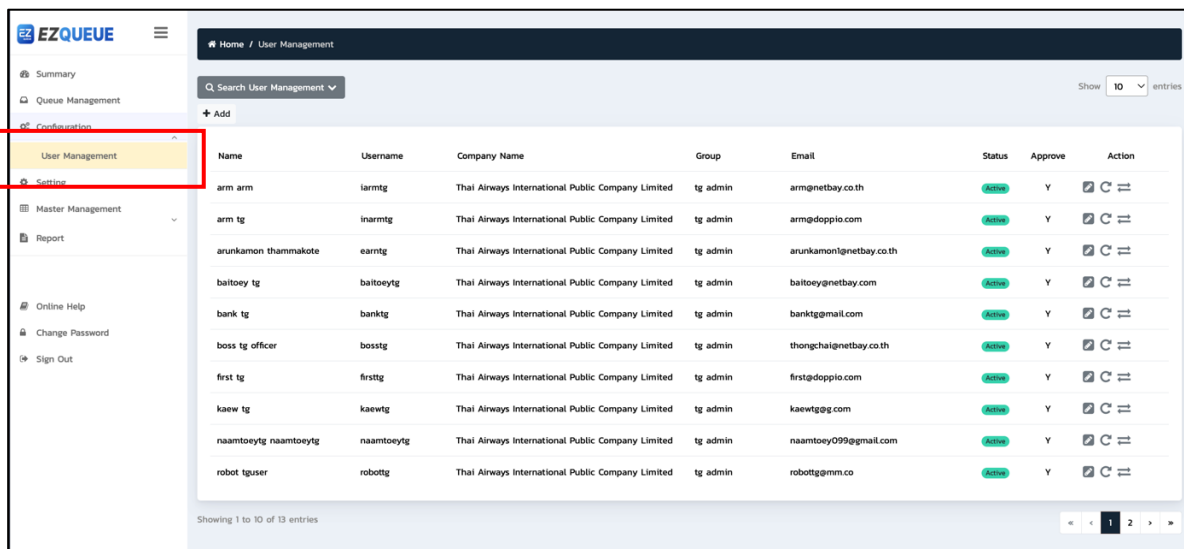 EZ EZQUEUE
Summary
Queue Management
Configuration
User Management
Setting
Master Management
Report
Online Help
Change Password
Sign Out
Home / User Management
Search User Management
Show 10 entries
+ Add
Name Username Company Name Group Email Status Approve Action
arm arm iarmtg Thai Airways International Public Company Limited tg admin arm@netbay.co.th Active Y
arm tg inarmtg Thai Airways International Public Company Limited tg admin arm@doppio.com Active Y
arunkamon thammakote earntg Thai Airways International Public Company Limited tg admin arunkamon1@netbay.co.th Active Y
baitoey tg baitoeytg Thai Airways International Public Company Limited tg admin baitoey@netbay.com Active Y
bank tg banktg Thai Airways International Public Company Limited tg admin banktg@mail.com Active Y
boss tg officer bosstg Thai Airways International Public Company Limited tg admin thongchai@netbay.co.th Active Y
first tg firsttg Thai Airways International Public Company Limited tg admin first@doppio.com Active Y
kaew tg kaewtg Thai Airways International Public Company Limited tg admin kaewtg@g.com Active Y
naamtoeytg naamtoeytg naamtoeytg Thai Airways International Public Company Limited tg admin naamtoey099@gmail.com Active Y
robot tguser robottg Thai Airways International Public Company Limited tg admin robottg@mm.co Active Y
Showing 1 to 10 of 13 entries
« ‹ 1 2 › »